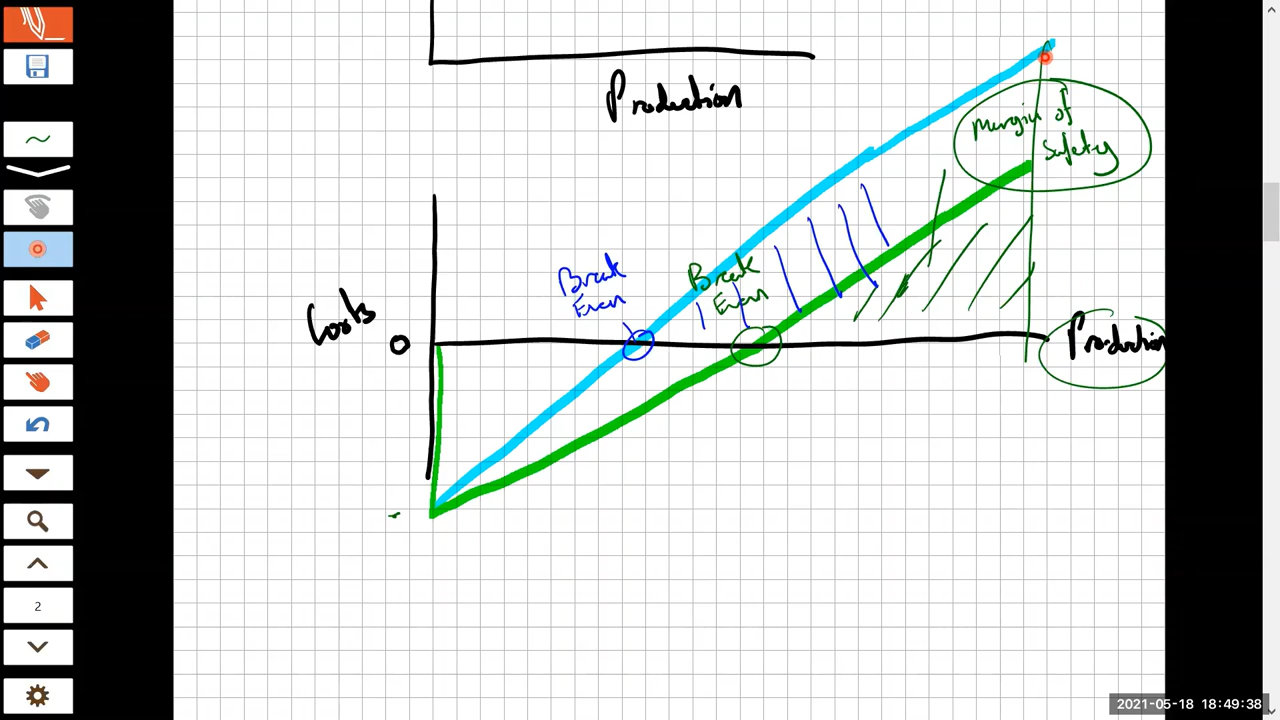 Production
Margin of
Safety
Break
Even
Break
Even
Costs
0
Production
2
2021-05-18 18:49:38